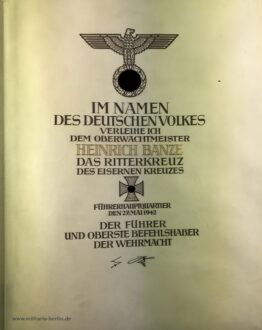 IM NAMEN
DES DEUTSCHEN VOLKES
VERLEIHE ICH
DEM OBERWACHTMEISTER
HEINRICH BANZE
DAS RITTERKREUZ
DES EISERNEN KREUZES
FÜHRERHAUPTQUARTIER
DEN 27. MAI 1942
DER FÜHRER
UND OBERSTE BEFEHLSHABER
DER WEHRMACHT
www.militaria-berlin.de